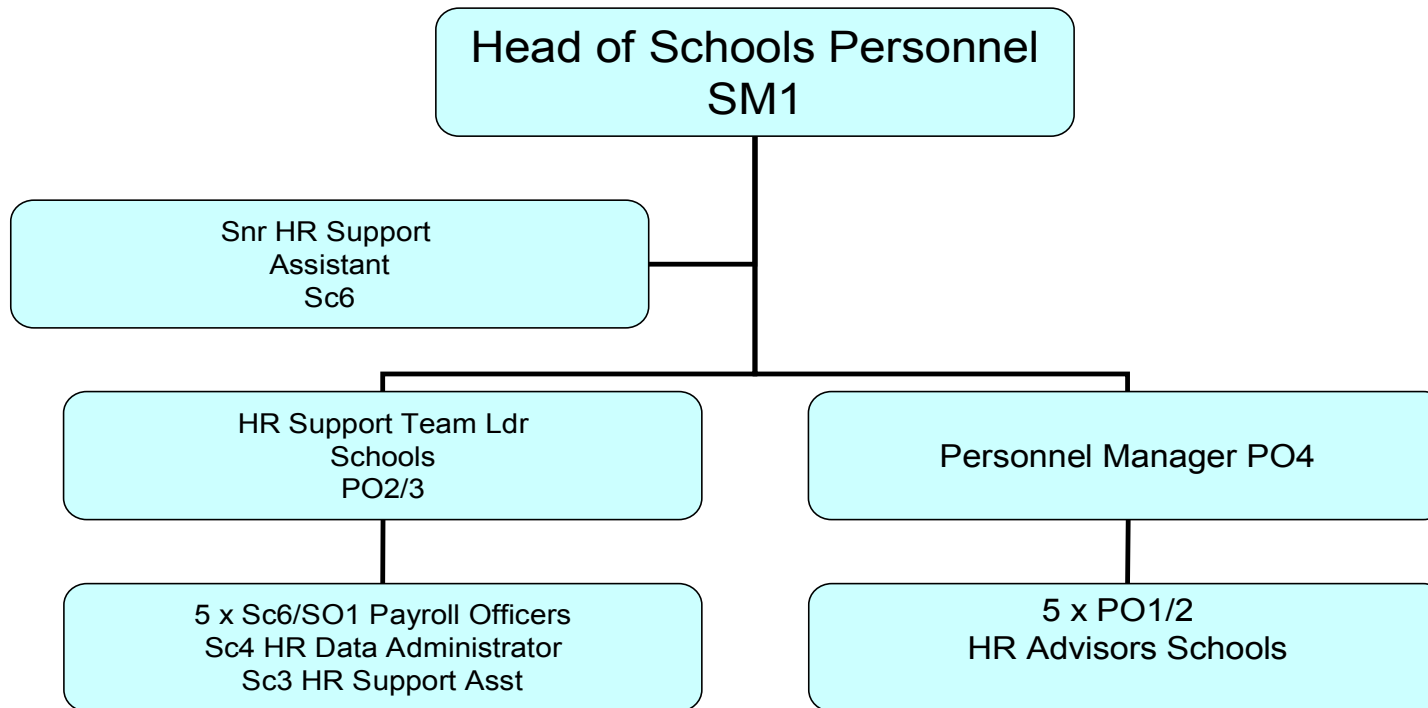 Head of Schools Personnel
SM1
Snr HR Support
Assistant
Sc6
HR Support Team Ldr
Schools
PO2/3
Personnel Manager PO4
5 x Sc6/SO1 Payroll Officers
Sc4 HR Data Administrator
Sc3 HR Support Asst
5 x PO1/2
HR Advisors Schools